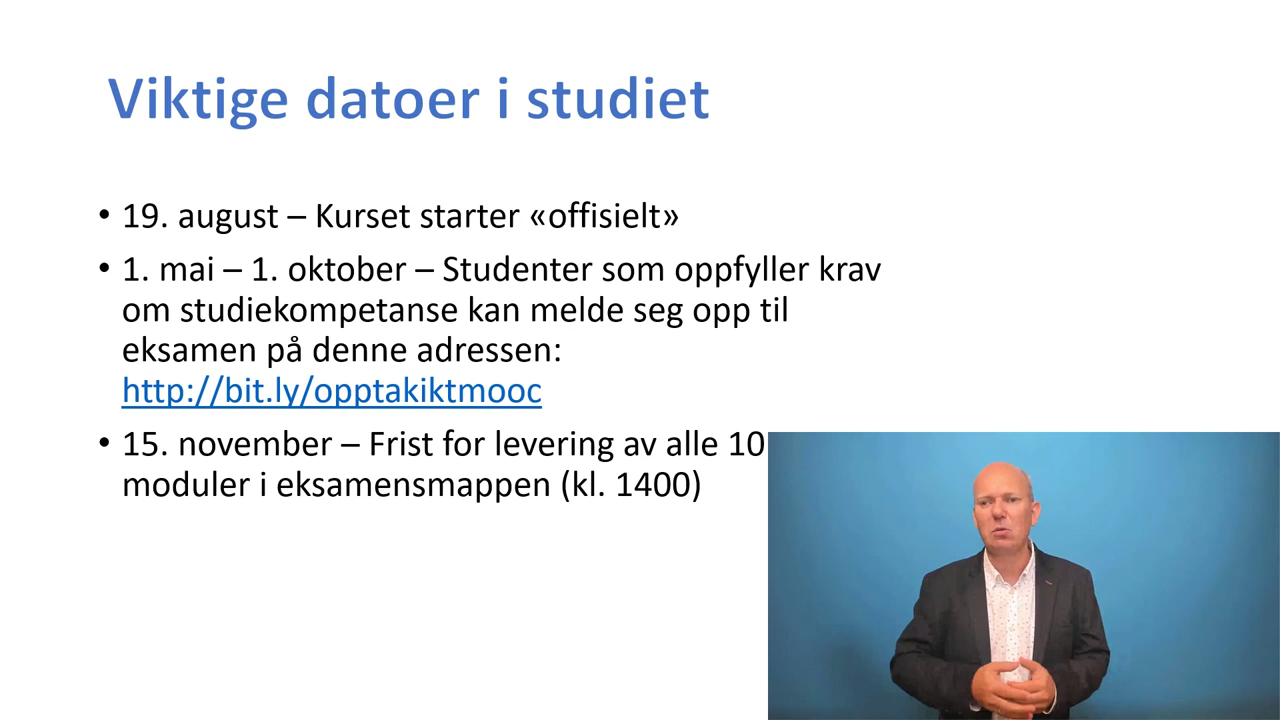 Viktige datoer i studiet
• 19. august – Kurset starter «offisielt»
• 1. mai – 1. oktober – Studenter som oppfyller krav
om studiekompetanse kan melde seg opp til
eksamen på denne adressen:
http://bit.ly/opptakiktmooc
• 15. november – Frist for levering av alle 10
moduler i eksamensmappen (kl. 1400)